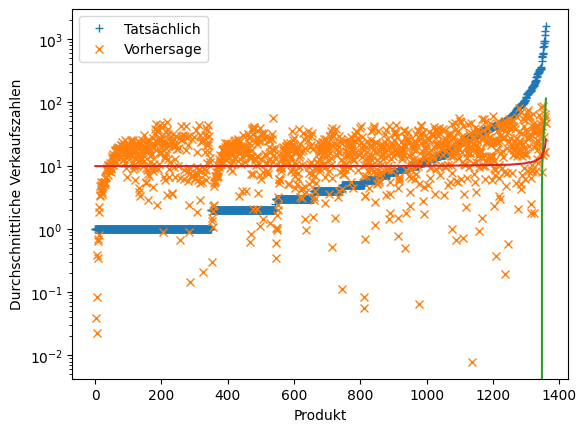 Tatsächlich
Vorhersage
Durchschnittliche Verkaufszahlen
10³
10²
10¹
10⁰
10⁻¹
10⁻²
0 200 400 600 800 1000 1200 1400
Produkt